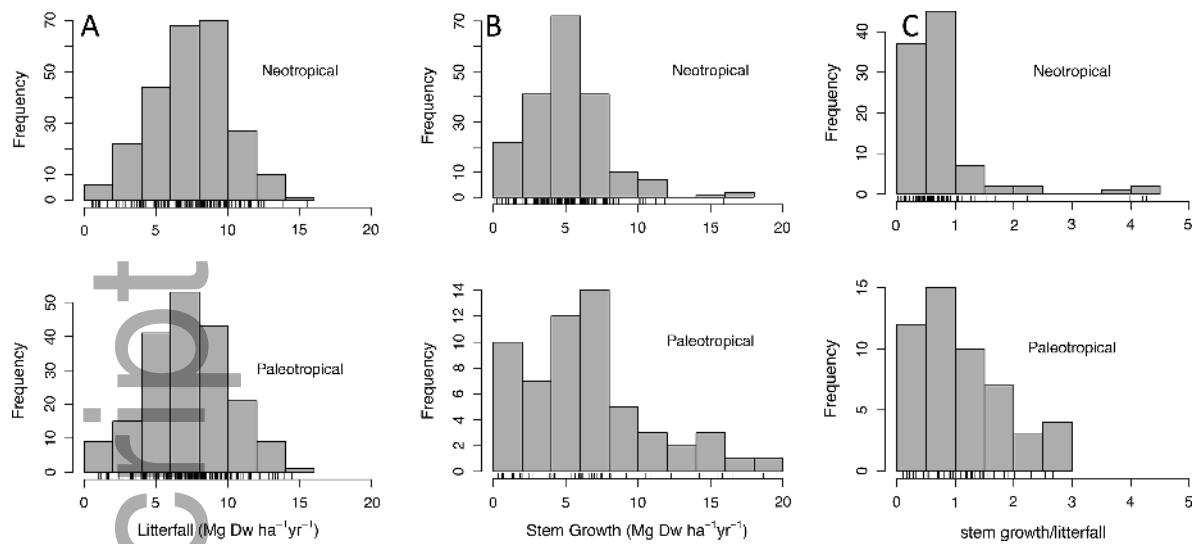 A
Frequency
70
50
30
10
0
Neotropical
0 5 10 15 20
B
Frequency
70
50
30
10
0
Neotropical
0 5 10 15 20
C
Frequency
40
30
20
10
0
Neotropical
0 1 2 3 4 5
Frequency
50
40
30
20
10
0
Paleotropical
0 5 10 15 20
Litterfall (Mg Dw ha⁻¹yr⁻¹)
Frequency
14
12
10
8
6
4
2
0
Paleotropical
0 5 10 15 20
Stem Growth (Mg Dw ha⁻¹yr⁻¹)
Frequency
15
10
5
0
Paleotropical
0 1 2 3 4 5
stem growth/litterfall
cript